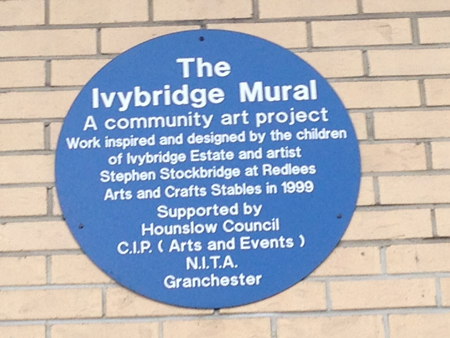 The
Ivybridge Mural
A community art project
Work inspired and designed by the children
of Ivybridge Estate and artist
Stephen Stockbridge at Redlees
Arts and Crafts Stables in 1999
Supported by
Hounslow Council
C.I.P. ( Arts and Events )
N.I.T.A.
Granchester